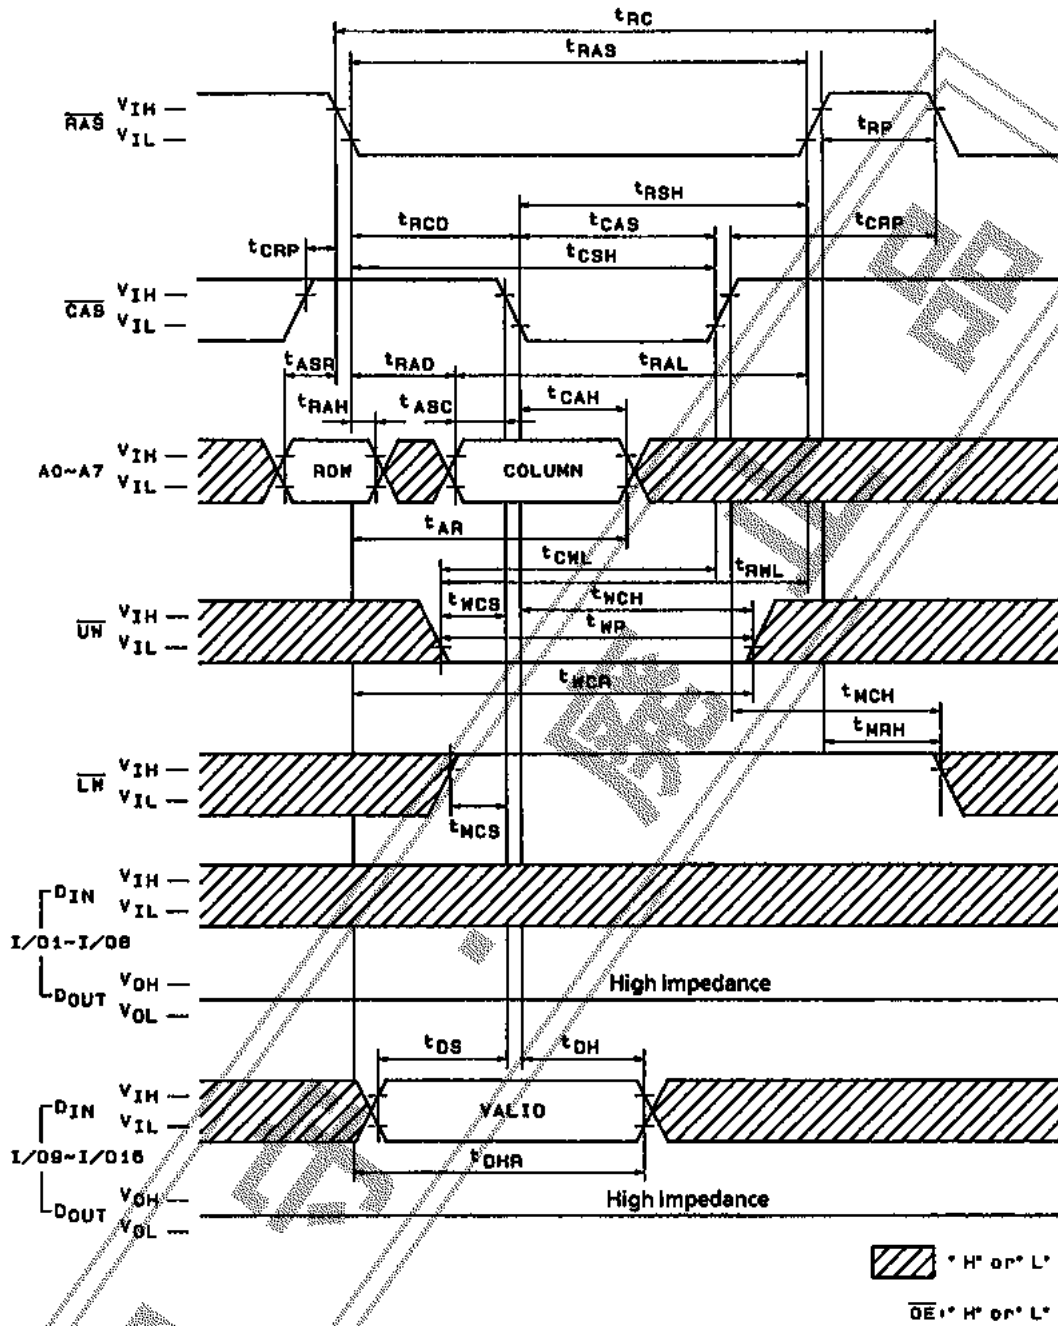 tRC
tRAS
RAS VIH
VIL
tRP
tRSH
tRCD tCAS tCRP
tCRP
tCSH
CAS VIH
VIL
tASR tRAD tRAL
tRAH tASC tCAH
A0~A7 VIH
VIL
ROW COLUMN
tAR
tCWL
tRWL
tWCS tWCH
UW VIH
VIL
tWP
tWCR
tMCH
tMRH
LW VIH
VIL
tMCS
DIN VIH
VIL
I/O1~I/O8
DOUT VOH
VOL
High Impedance
tDS tDH
DIN VIH
VIL
VALID
I/O9~I/O16
tDHR
DOUT VOH
VOL
High Impedance
"H" or "L"
OE: "H" or "L"